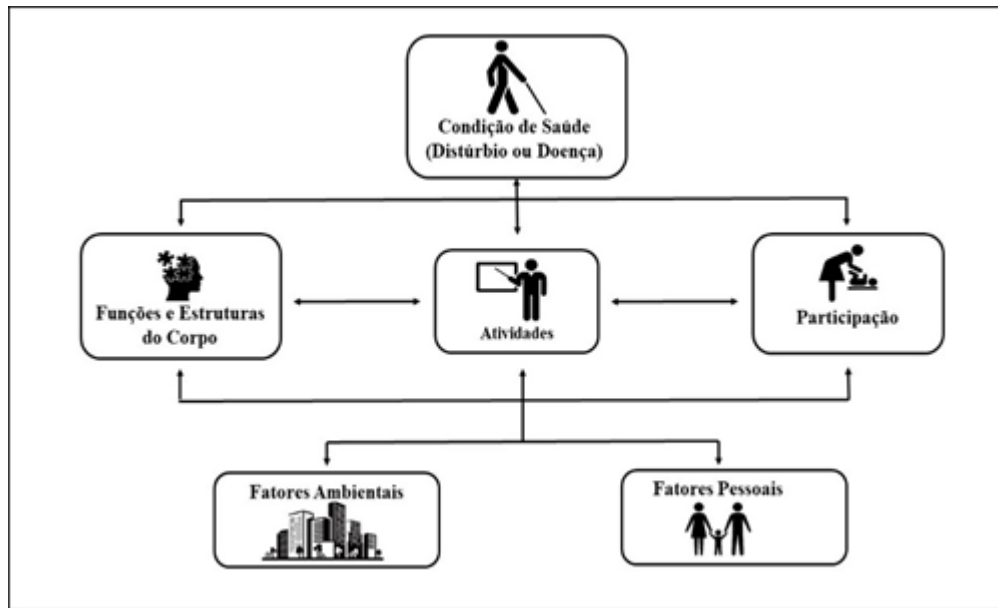 Condição de Saúde
(Distúrbio ou Doença)
Funções e Estruturas
do Corpo
Atividades
Participação
Fatores Ambientais
Fatores Pessoais